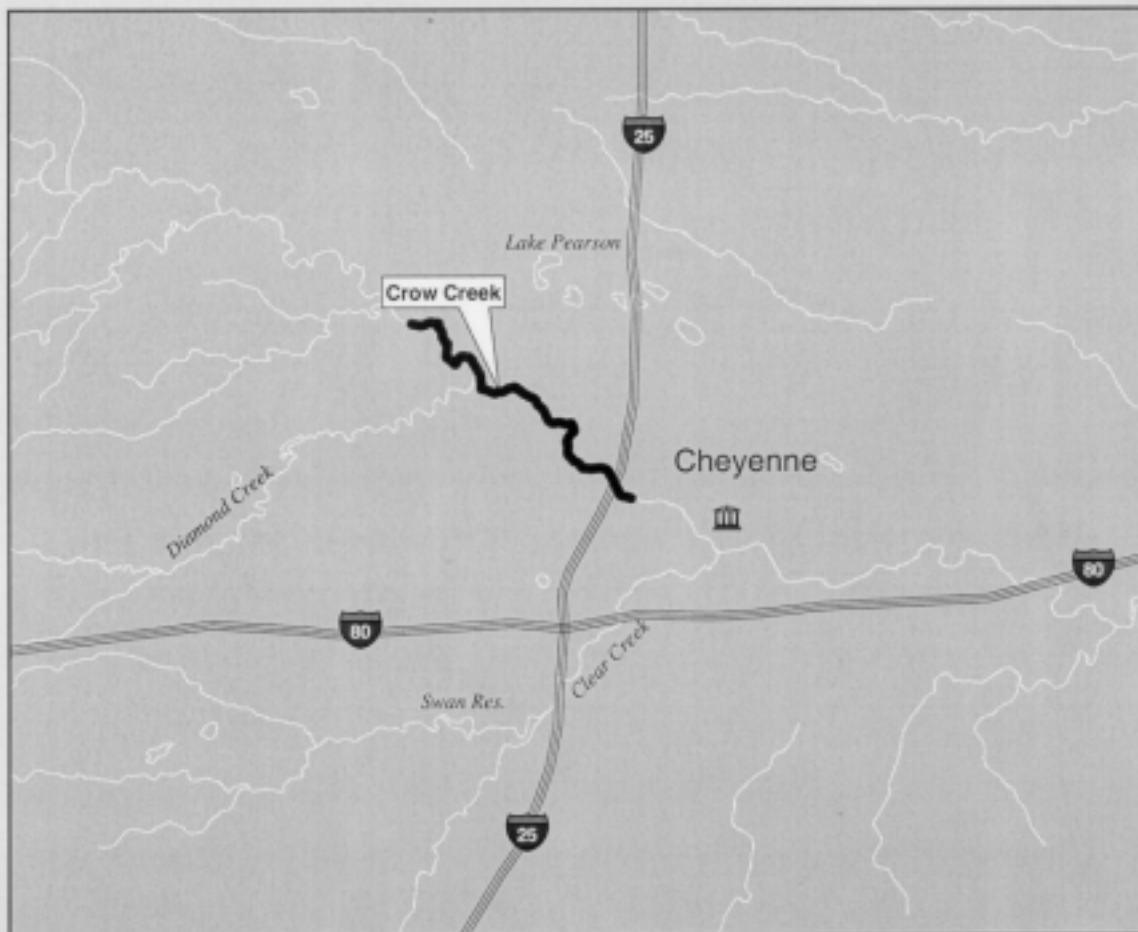 25
Lake Pearson
Crow Creek
Cheyenne
Diamond Creek
80
80
Clear Creek
Swan Res.
25